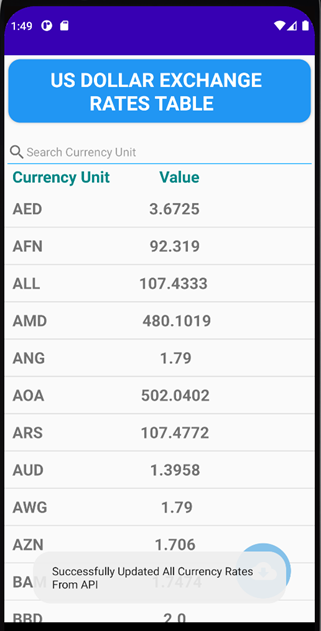 1:49
US DOLLAR EXCHANGE
RATES TABLE
Search Currency Unit
Currency Unit Value
AED 3.6725
AFN 92.319
ALL 107.4333
AMD 480.1019
ANG 1.79
AOA 502.0402
ARS 107.4772
AUD 1.3958
AWG 1.79
AZN 1.706
BAM 1.7474
Successfully Updated All Currency Rates
From API
BBD 2.0